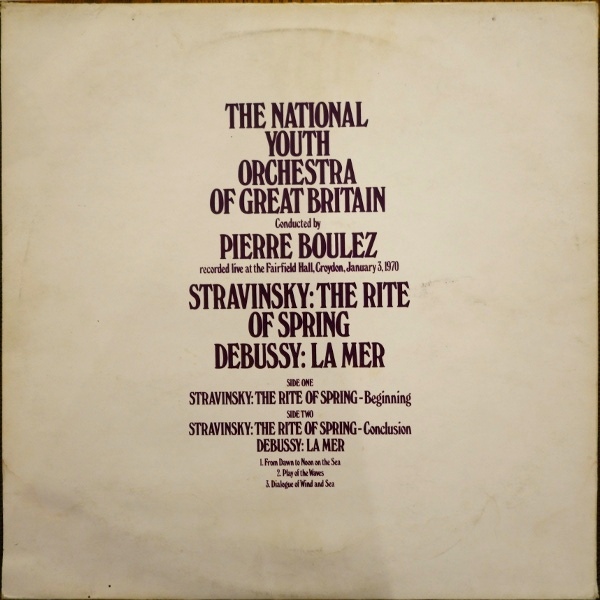 THE NATIONAL
YOUTH
ORCHESTRA
OF GREAT BRITAIN
Conducted by
PIERRE BOULEZ
recorded live at the Fairfield Hall, Croydon, January 3, 1970
STRAVINSKY: THE RITE
OF SPRING
DEBUSSY: LA MER
SIDE ONE
STRAVINSKY: THE RITE OF SPRING-Beginning
SIDE TWO
STRAVINSKY: THE RITE OF SPRING-Conclusion
DEBUSSY: LA MER
1. From Dawn to Noon on the Sea
2. Play of the Waves
3. Dialogue of Wind and Sea